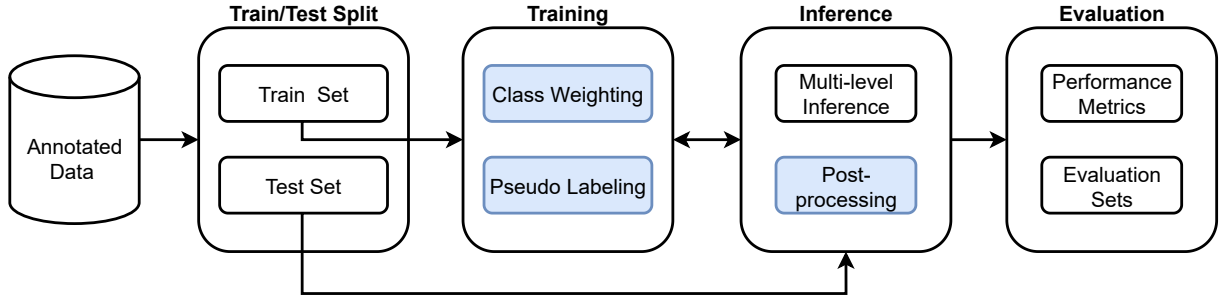 Train/Test Split
Training
Inference
Evaluation
Annotated
Data
Train Set
Test Set
Class Weighting
Pseudo Labeling
Multi-level
Inference
Post-
processing
Performance
Metrics
Evaluation
Sets